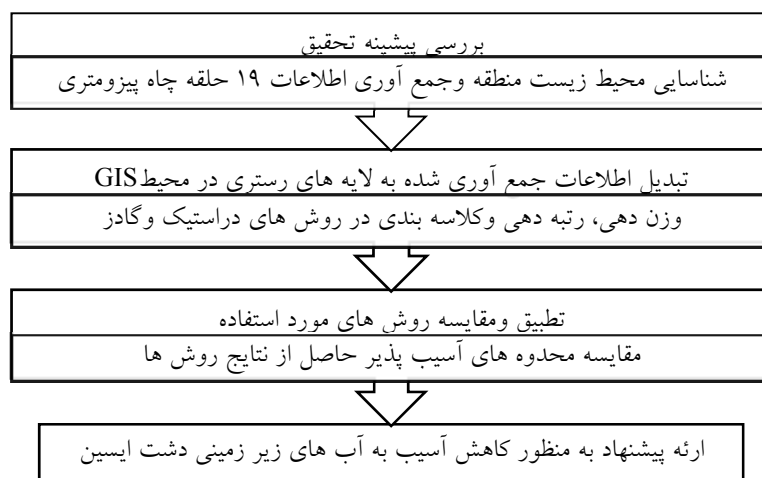 بررسی پیشینه تحقیق
شناسایی محیط زیست منطقه وجمع آوری اطلاعات ۱۹ حلقه چاه پیزومتری
تبدیل اطلاعات جمع آوری شده به لایه های رستری در محیط GIS
وزن دهی، رتبه دهی وکلاسه بندی در روش های دراستیک وگادز
تطبیق ومقایسه روش های مورد استفاده
مقایسه محدوه های آسیب پذیر حاصل از نتایج روش ها
ارئه پیشنهاد به منظور کاهش آسیب به آب های زیر زمینی دشت ایسین